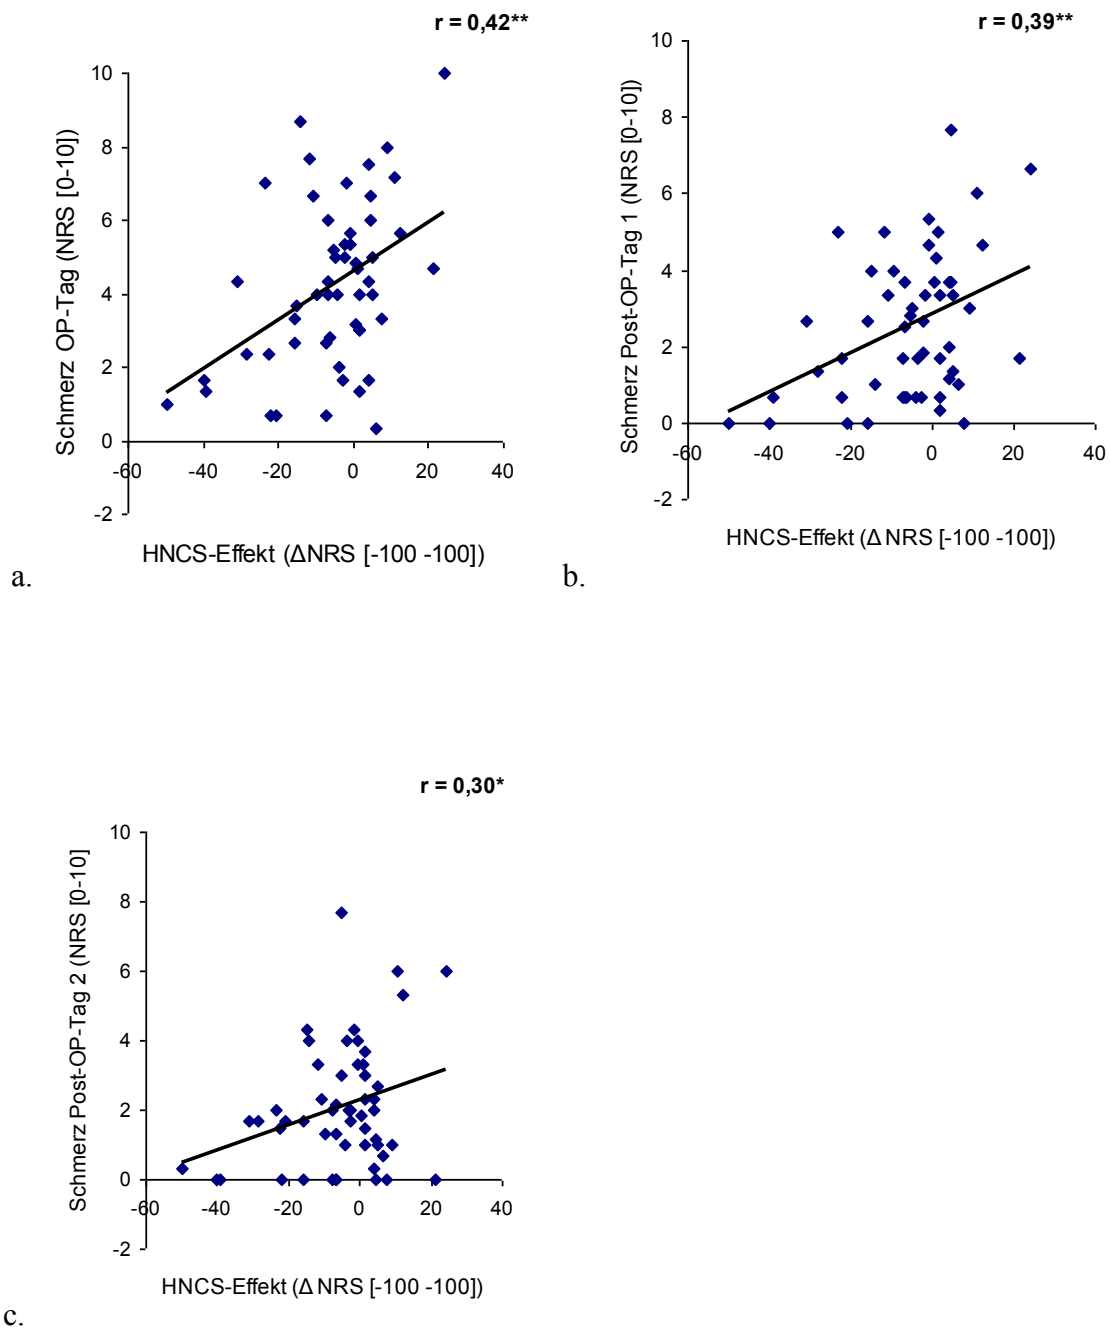 r = 0,42**
10
8
6
4
2
0
-2
-60 -40 -20 0 20 40
Schmerz OP-Tag (NRS [0-10])
HNCS-Effekt (ΔNRS [-100 -100])
a.
r = 0,39**
10
8
6
4
2
0
-2
-60 -40 -20 0 20 40
Schmerz Post-OP-Tag 1 (NRS [0-10])
HNCS-Effekt (Δ NRS [-100 -100])
b.
r = 0,30*
10
8
6
4
2
0
-2
-60 -40 -20 0 20 40
Schmerz Post-OP-Tag 2 (NRS [0-10]
HNCS-Effekt (Δ NRS [-100 -100])
c.